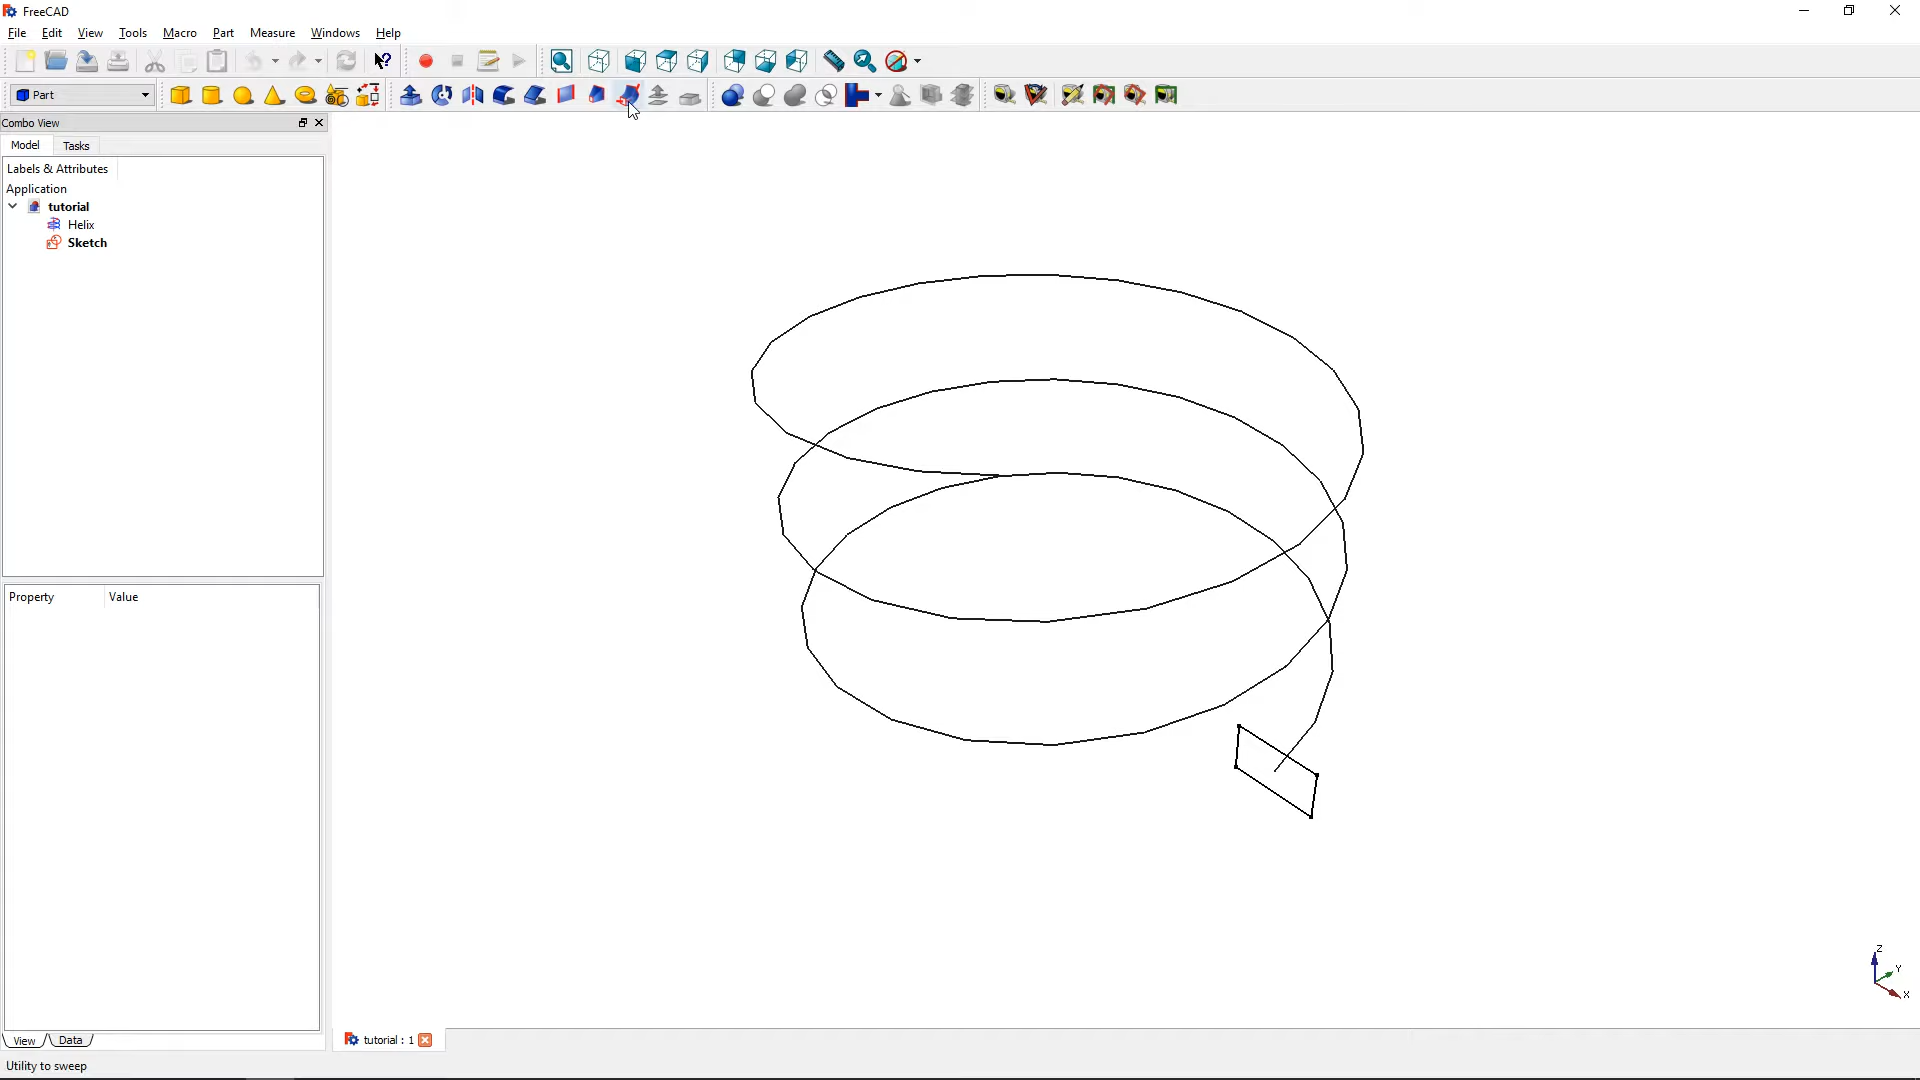 FreeCAD
File Edit View Tools Macro Part Measure Windows Help
Part
Combo View
Model Tasks
Labels & Attributes
Application
tutorial
Helix
Sketch
Property Value
Z
Y
X
View Data
tutorial : 1
Utility to sweep